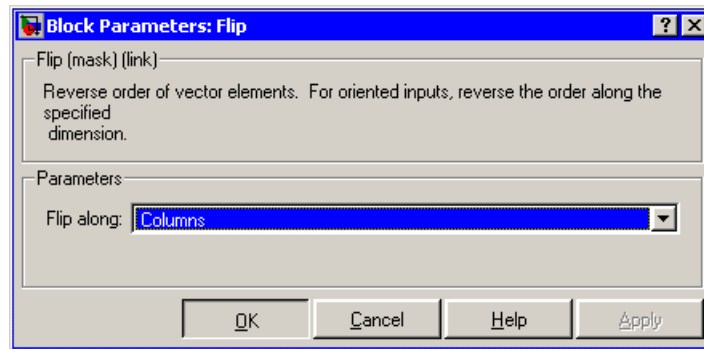 Block Parameters: Flip
Flip (mask) (link)
Reverse order of vector elements.  For oriented inputs, reverse the order along the
specified
dimension.
Parameters
Flip along: Columns
OK Cancel Help Apply